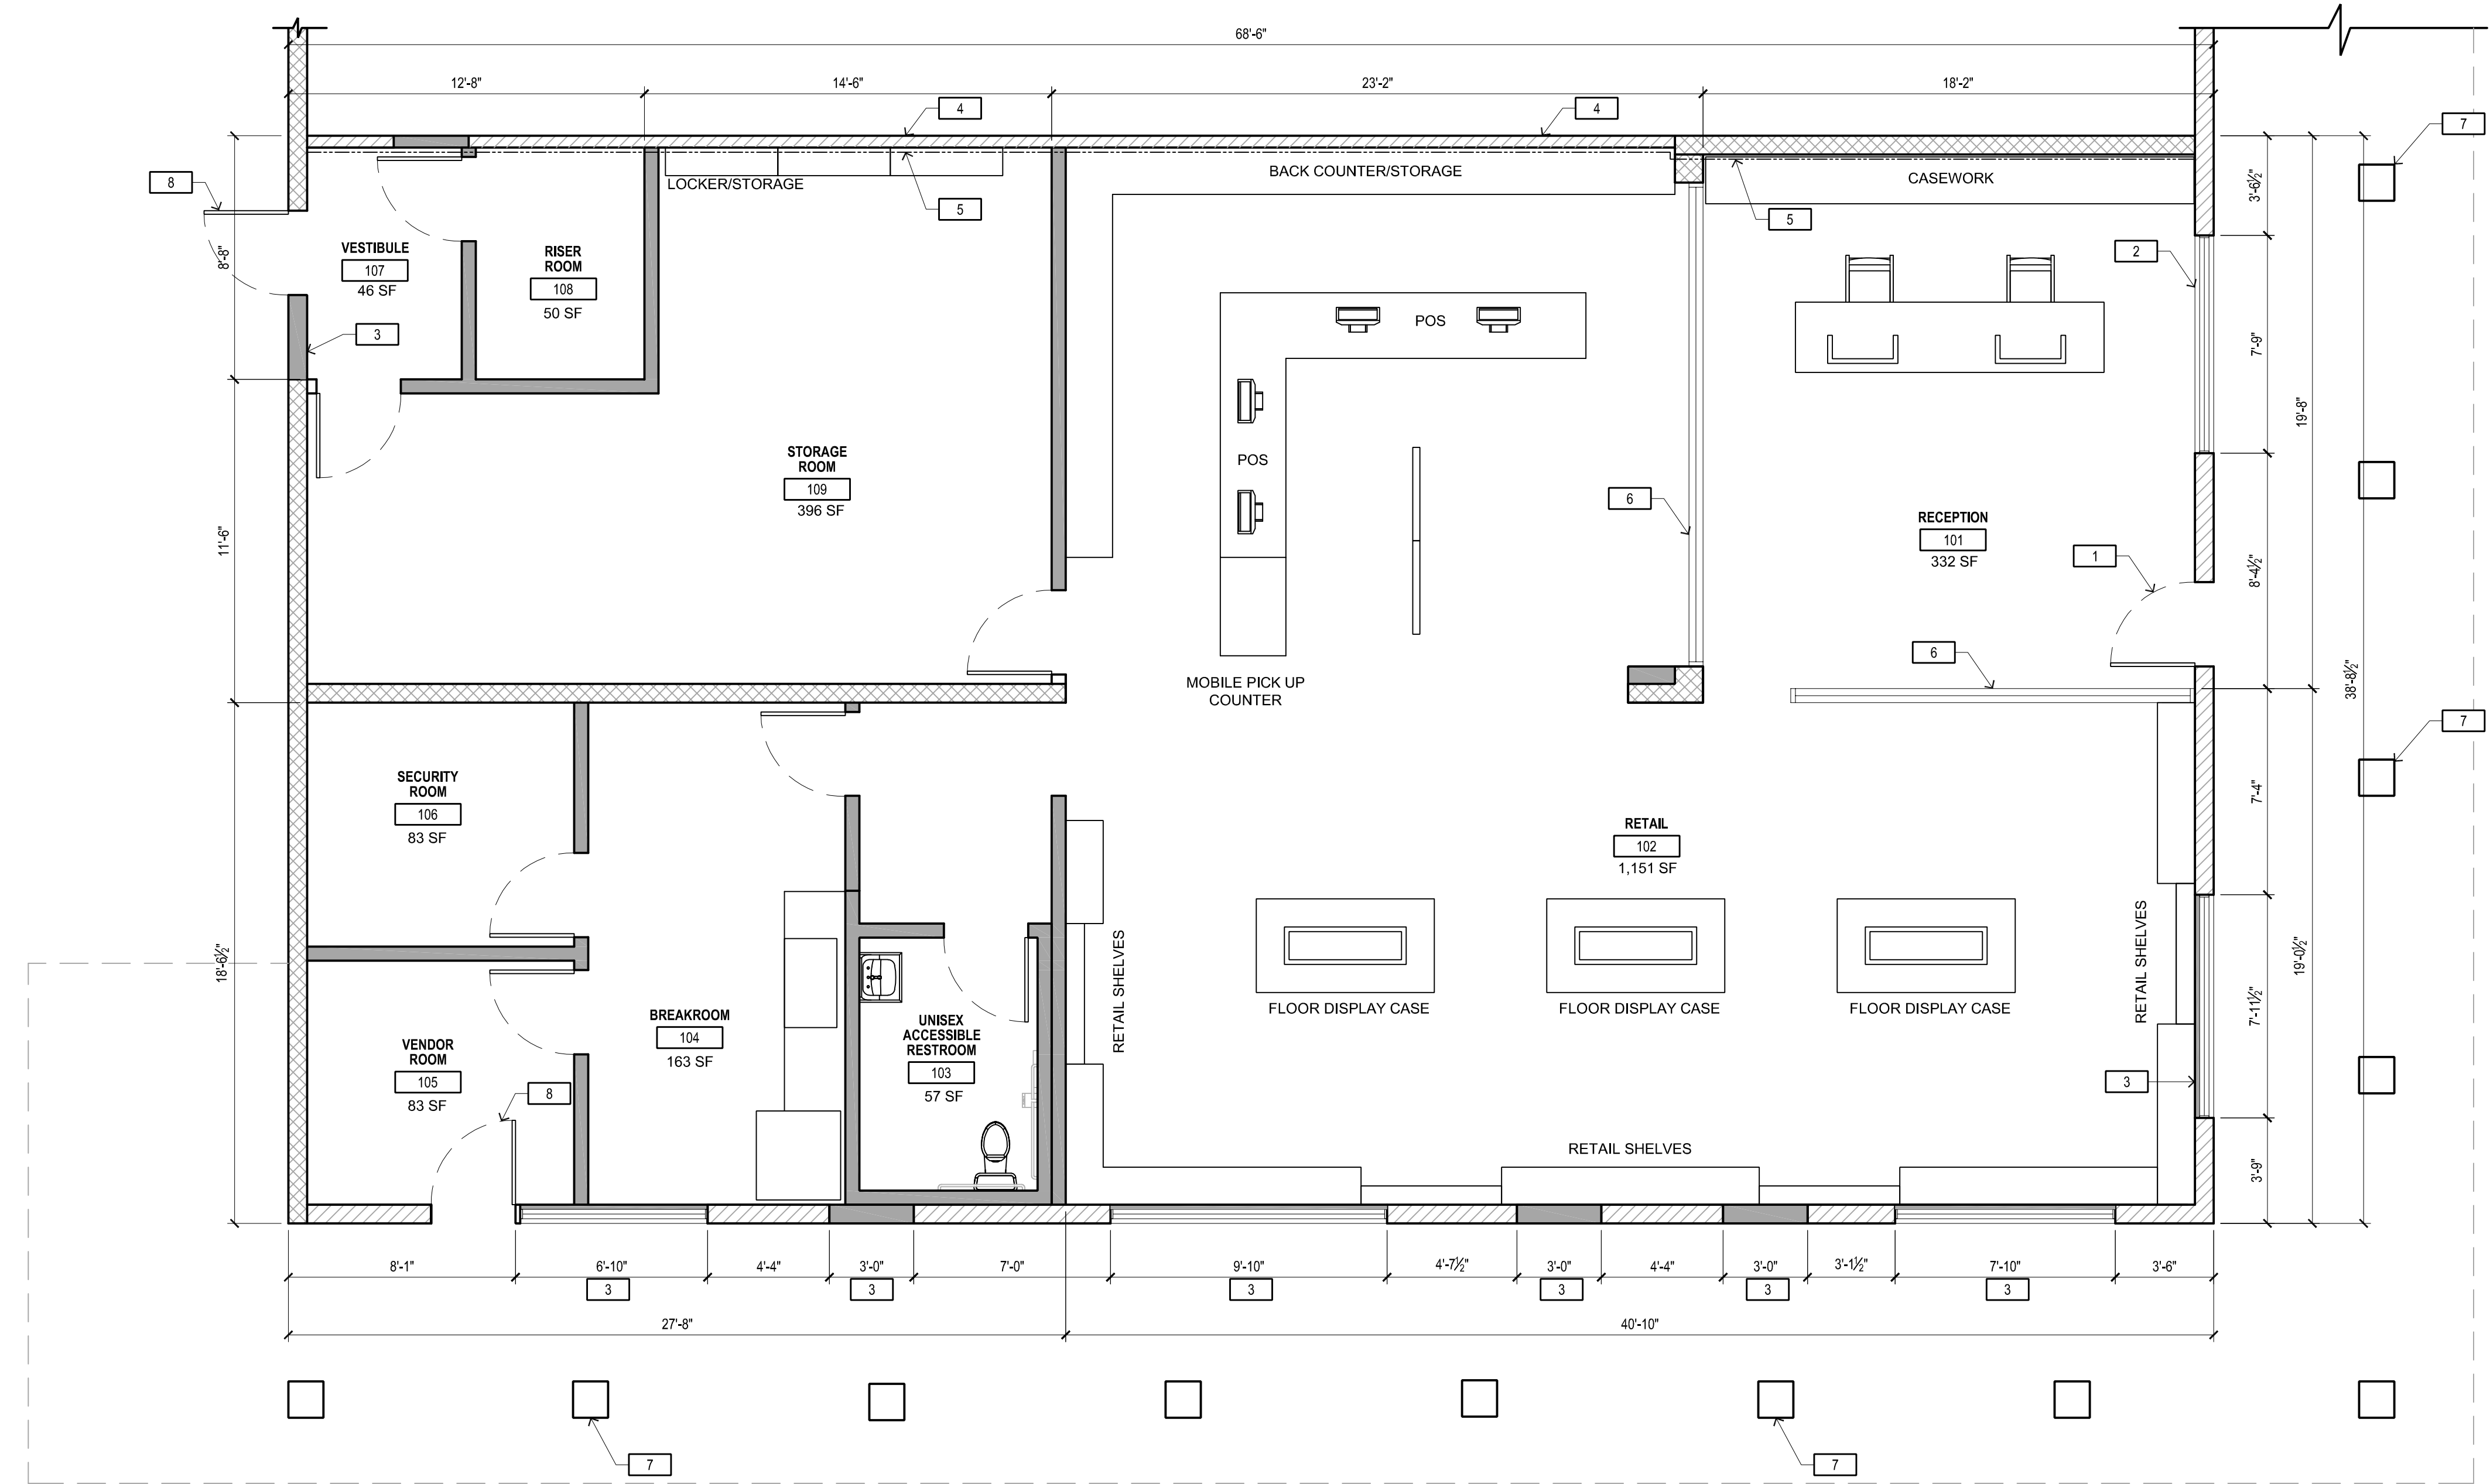 68'-6"
12'-8"
14'-6"
23'-2"
18'-2"
4
4
7
8
LOCKER/STORAGE
BACK COUNTER/STORAGE
CASEWORK
5
5
3'-6½"
8'-8"
VESTIBULE
107
46 SF
RISER
ROOM
108
50 SF
2
3
POS
7'-9"
POS
19'-8"
STORAGE
ROOM
109
396 SF
6
RECEPTION
101
332 SF
1
11'-6"
8'-4½"
6
MOBILE PICK UP
COUNTER
38'-8½"
7
SECURITY
ROOM
106
83 SF
7'-4"
RETAIL
102
1,151 SF
18'-6½"
RETAIL SHELVES
FLOOR DISPLAY CASE
FLOOR DISPLAY CASE
FLOOR DISPLAY CASE
RETAIL SHELVES
19'-0½"
7'-11½"
VENDOR
ROOM
105
83 SF
BREAKROOM
104
163 SF
UNISEX
ACCESSIBLE
RESTROOM
103
57 SF
8
3
RETAIL SHELVES
3'-9"
8'-1"
6'-10"
4'-4"
3'-0"
7'-0"
9'-10"
4'-7½"
3'-0"
4'-4"
3'-0"
3'-1½"
7'-10"
3'-6"
3
3
3
3
3
3
27'-8"
40'-10"
7
7